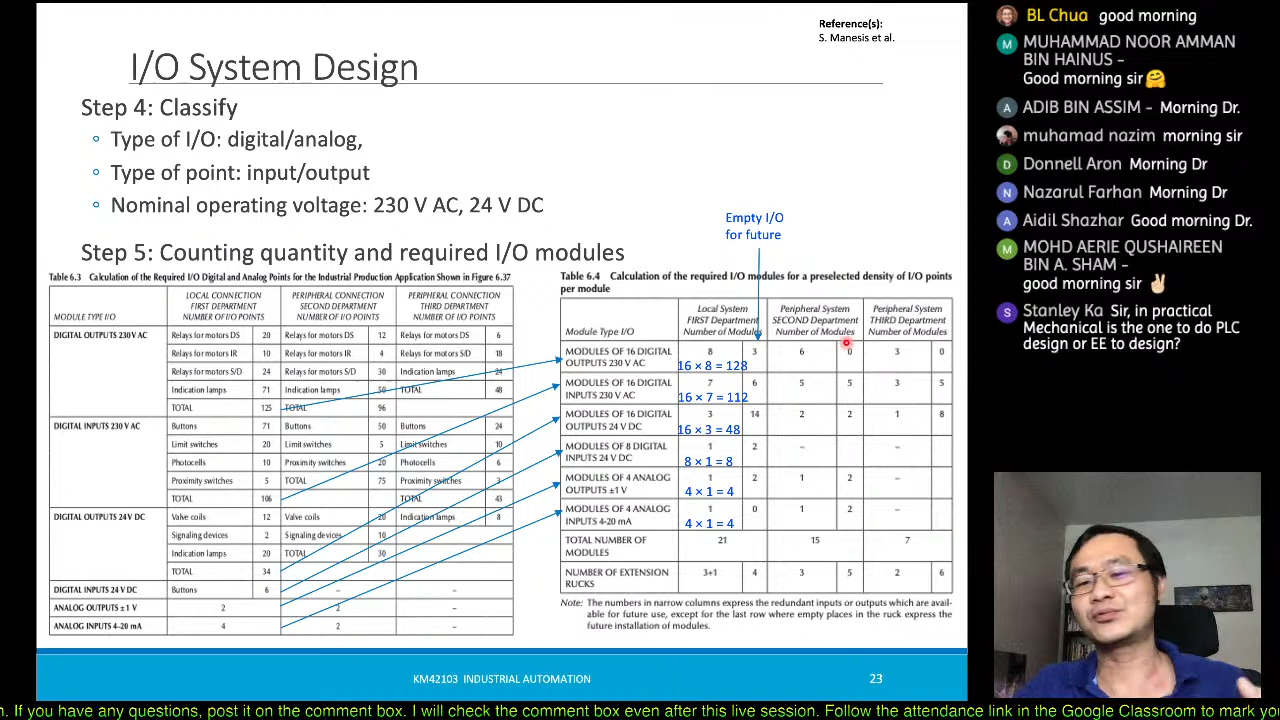 Reference(s):
S. Manesis et al.
I/O System Design
Step 4: Classify
Type of I/O: digital/analog,
Type of point: input/output
Nominal operating voltage: 230 V AC, 24 V DC
Step 5: Counting quantity and required I/O modules
Empty I/O
for future
Table 6.3 Calculation of the Required I/O Digital and Analog Points for the Industrial Production Application Shown in Figure 6.37
MODULE TYPE I/O
LOCAL CONNECTION
FIRST DEPARTMENT
NUMBER OF I/O POINTS
PERIPHERAL CONNECTION
SECOND DEPARTMENT
NUMBER OF I/O POINTS
PERIPHERAL CONNECTION
THIRD DEPARTMENT
NUMBER OF I/O POINTS
DIGITAL OUTPUTS 230 V AC Relays for motors DS 20 Relays for motors DS 12 Relays for motors DS 6
Relays for motors IR 10 Relays for motors IR 4 Relays for motors S/D 18
Relays for motors S/D 24 Relays for motors S/D 30 Indication lamps 24
Indication lamps 71 Indication lamps 50 TOTAL 48
TOTAL 125 TOTAL 96
DIGITAL INPUTS 230 V AC Buttons 71 Buttons 50 Buttons 24
Limit switches 20 Limit switches 5 Limit switches 10
Photocells 10 Proximity switches 20 Photocells 6
Proximity switches 5 TOTAL 75 Proximity switches 3
TOTAL 106 TOTAL 43
DIGITAL OUTPUTS 24 V DC Valve coils 12 Valve coils 20 Indication lamps 8
Signaling devices 2 Signaling devices 10
Indication lamps 20 TOTAL 30
TOTAL 34
DIGITAL INPUTS 24 V DC Buttons 6 – –
ANALOG OUTPUTS ± 1 V 2 2 –
ANALOG INPUTS 4–20 mA 4 2 –
Table 6.4 Calculation of the required I/O modules for a preselected density of I/O points
per module
Module Type I/O
Local System
FIRST Department
Number of Modules
Peripheral System
SECOND Department
Number of Modules
Peripheral System
THIRD Department
Number of Modules
MODULES OF 16 DIGITAL 8 3 6 0 3 0
OUTPUTS 230 V AC 16 × 8 = 128
MODULES OF 16 DIGITAL 7 6 5 5 3 5
INPUTS 230 V AC 16 × 7 = 112
MODULES OF 16 DIGITAL 3 14 2 2 1 8
OUTPUTS 24 V DC 16 × 3 = 48
MODULES OF 8 DIGITAL 1 2 – –
INPUTS 24 V DC 8 × 1 = 8
MODULES OF 4 ANALOG 1 2 1 2 –
OUTPUTS ±1 V 4 × 1 = 4
MODULES OF 4 ANALOG 1 0 1 2 –
INPUTS 4-20 mA 4 × 1 = 4
TOTAL NUMBER OF 21 15 7
MODULES
NUMBER OF EXTENSION 3+1 4 3 5 2 6
RUCKS
Note: The numbers in narrow columns express the redundant inputs or outputs which are avail-
able for future use, except for the last row where empty places in the ruck express the
future installation of modules.
KM42103 INDUSTRIAL AUTOMATION
23
BL Chua good morning
M MUHAMMAD NOOR AMMAN
BIN HAINUS -
Good morning sir🤗
A ADIB BIN ASSIM - Morning Dr.
muhamad nazim morning sir
D Donnell Aron Morning Dr
N Nazarul Farhan Morning Dr
A Aidil Shazhar Good morning Dr.
M MOHD AERIE QUSHAIREEN
BIN A. SHAM -
good morning sir ✌🏻
S Stanley Ka Sir, in practical
Mechanical is the one to do PLC
design or EE to design?
n. If you have any questions, post it on the comment box. I will check the comment box even after this live session. Follow the attendance link in the Google Classroom to mark you